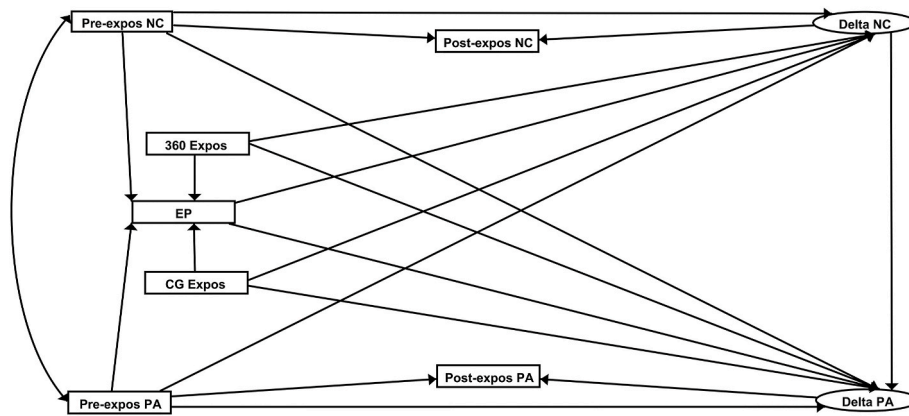 Pre-expos NC
Delta NC
Post-expos NC
360 Expos
EP
CG Expos
Post-expos PA
Pre-expos PA
Delta PA